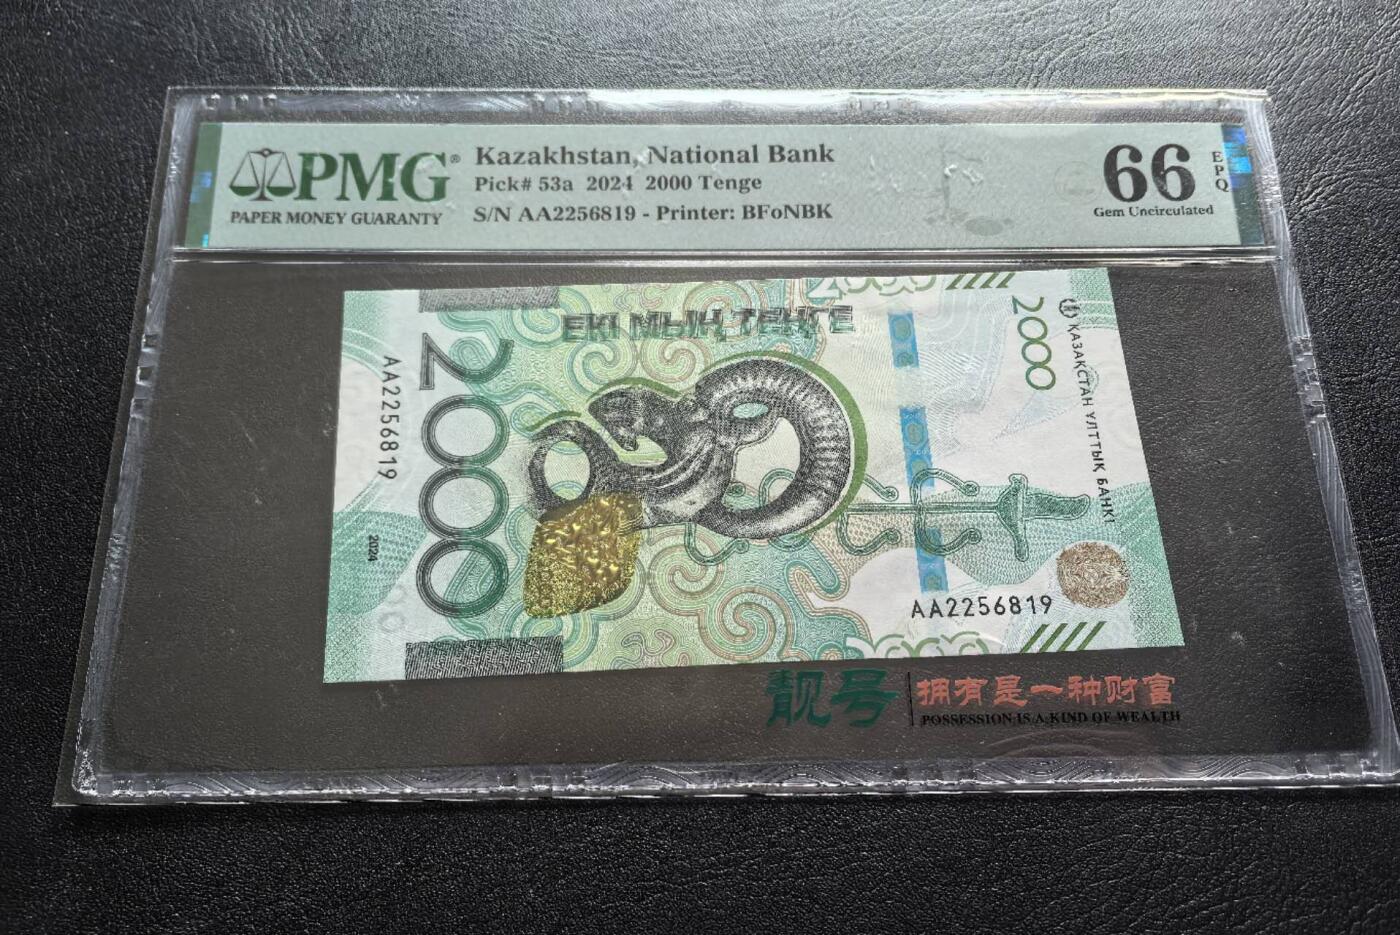 PMG®
PAPER MONEY GUARANTY
Kazakhstan, National Bank
Pick# 53a 2024 2000 Tenge
S/N AA2256819 - Printer: BFoNBK
66
EPQ
Gem Uncirculated
ЕКІ МЫҢ ТЕҢГЕ
2000
2000
2000
ҚАЗАҚСТАН ҰЛТТЫҚ БАНКІ
AA2256819
2024
AA2256819
2000
靓号
拥有是一种财富
POSSESSION IS A KIND OF WEALTH